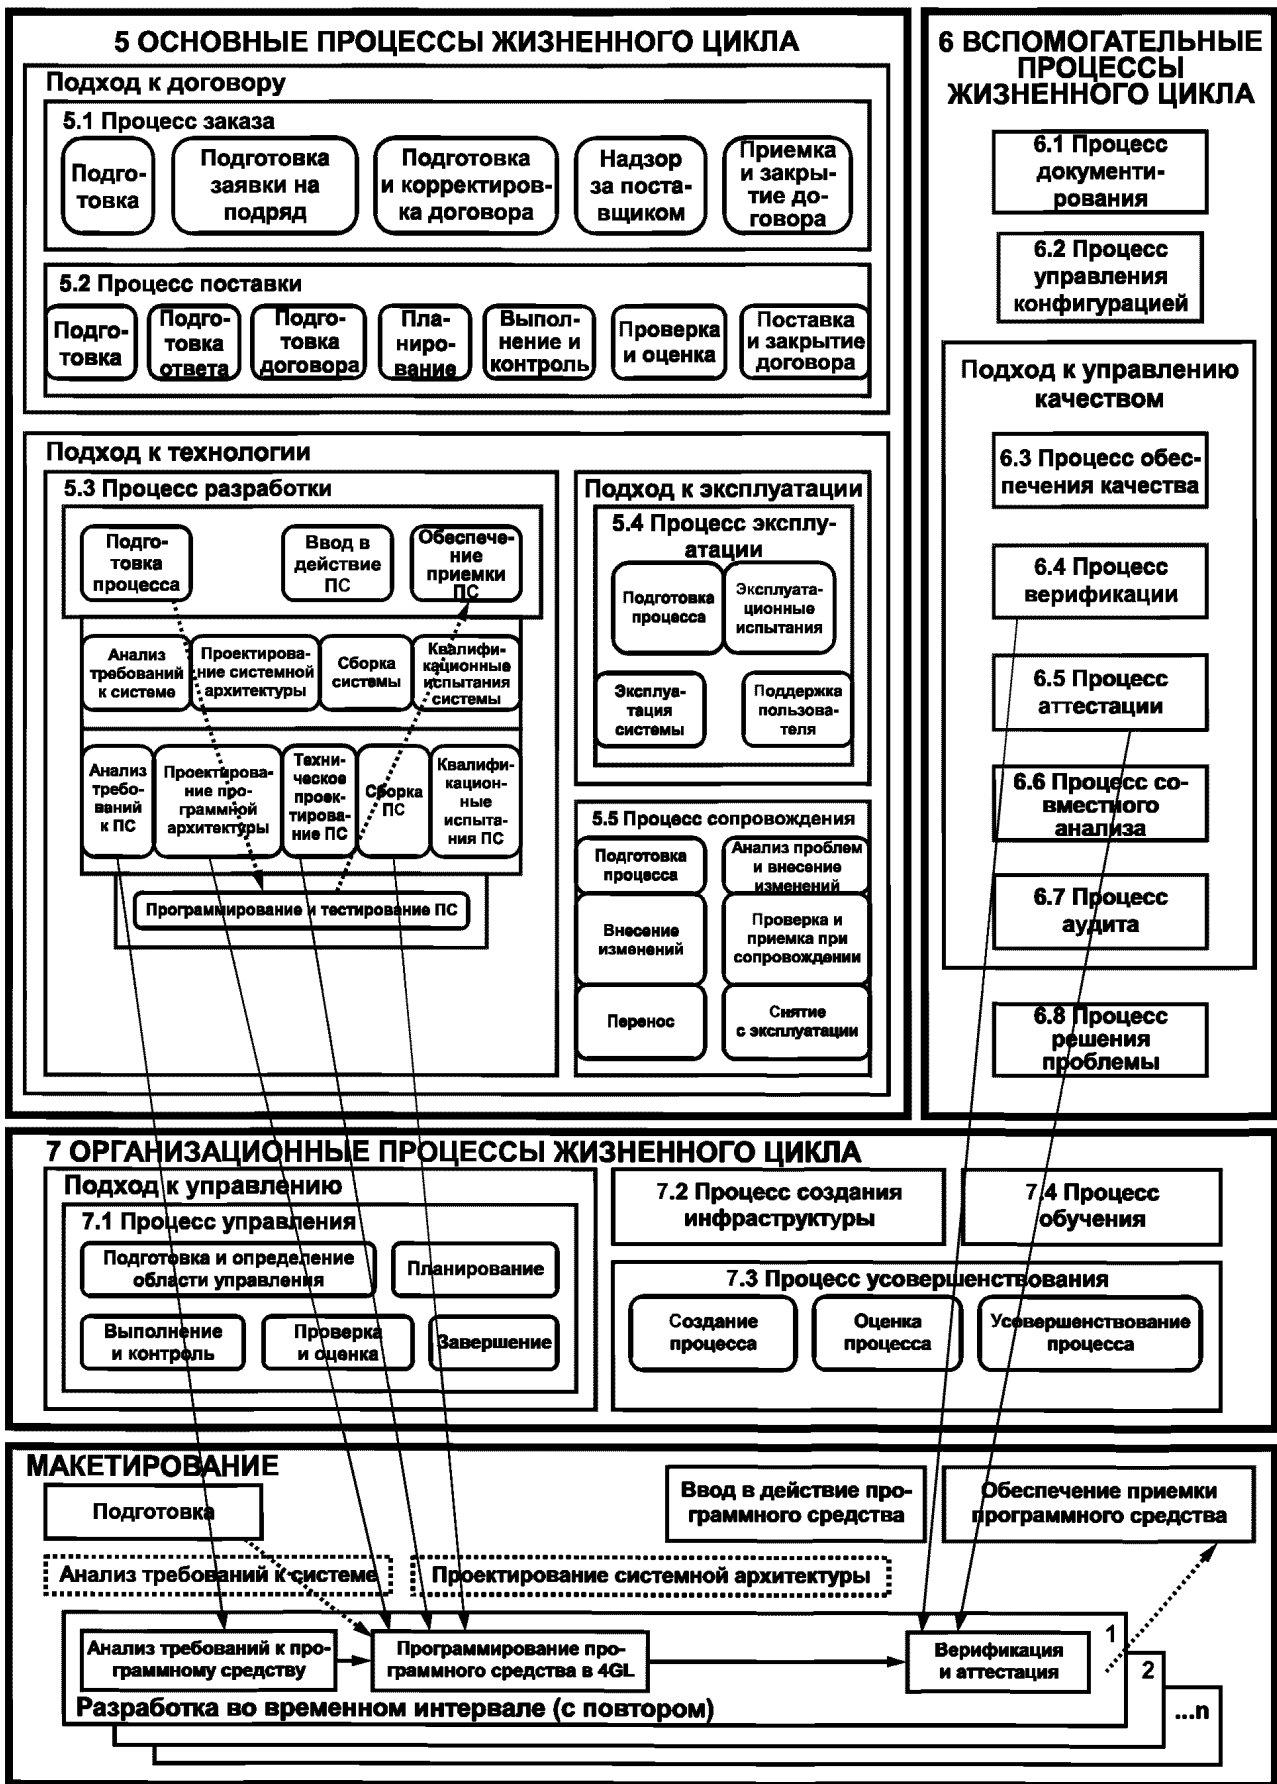 5 ОСНОВНЫЕ ПРОЦЕССЫ ЖИЗНЕННОГО ЦИКЛА
Подход к договору
5.1 Процесс заказа
Подго-
товка
Подготовка
заявки на
подряд
Подготовка
и корректиров-
ка договора
Надзор
за поста-
вщиком
Приемка
и закры-
тие до-
говора
5.2 Процесс поставки
Подго-
товка
Подго-
товка
ответа
Подго-
товка
договора
Пла-
ниро-
вание
Выпол-
нение и
контроль
Проверка
и оценка
Поставка
и закрытие
договора
Подход к технологии
5.3 Процесс разработки
Подго-
товка
процесса
Ввод в
действие
ПС
Обеспече-
ние
приемки
ПС
Анализ
требований
к системе
Проектирова-
ние системной
архитектуры
Сборка
системы
Квалифи-
кационные
испытания
системы
Анализ
требо-
ваний
к ПС
Проектирова-
ние про-
граммной
архитектуры
Техни-
ческое
проек-
тирова-
ние ПС
Сборка
ПС
Квалифи-
кацион-
ные
испыта-
ния ПС
Программирование и тестирование ПС
Подход к эксплуатации
5.4 Процесс эксплу-
атации
Подготовка
процесса
Эксплуата-
ционные
испытания
Эксплуа-
тация
системы
Поддержка
пользова-
теля
5.5 Процесс сопровождения
Подготовка
процесса
Анализ проблем
и внесение
изменений
Внесение
изменений
Проверка и
приемка при
сопровождении
Перенос
Снятие
с эксплуатации
6 ВСПОМОГАТЕЛЬНЫЕ
ПРОЦЕССЫ
ЖИЗНЕННОГО ЦИКЛА
6.1 Процесс
документи-
рования
6.2 Процесс
управления
конфигурацией
Подход к управлению
качеством
6.3 Процесс обес-
печения качества
6.4 Процесс
верификации
6.5 Процесс
аттестации
6.6 Процесс со-
вместного
анализа
6.7 Процесс
аудита
6.8 Процесс
решения
проблемы
7 ОРГАНИЗАЦИОННЫЕ ПРОЦЕССЫ ЖИЗНЕННОГО ЦИКЛА
Подход к управлению
7.1 Процесс управления
Подготовка и определение
области управления
Планирование
Выполнение
и контроль
Проверка
и оценка
Завершение
7.2 Процесс создания
инфраструктуры
7.4 Процесс
обучения
7.3 Процесс усовершенствования
Создание
процесса
Оценка
процесса
Усовершенствование
процесса
МАКЕТИРОВАНИЕ
Подготовка
Ввод в действие про-
граммного средства
Обеспечение приемки
программного средства
Анализ требований к системе
Проектирование системной архитектуры
Анализ требований к про-
граммному средству
Программирование про-
граммного средства в 4GL
Верификация
и аттестация
1
2
...n
Разработка во временном интервале (с повтором)